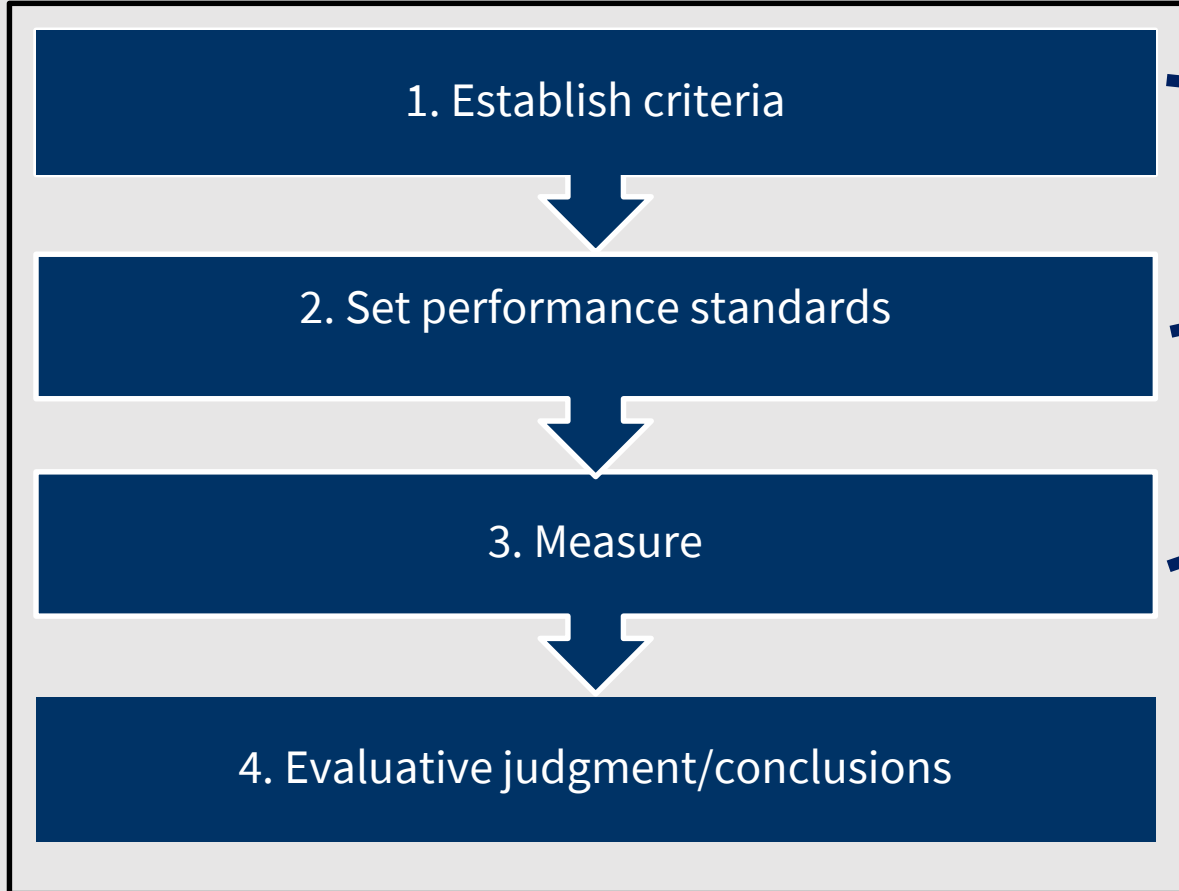 1. Establish criteria
2. Set performance standards
3. Measure
4. Evaluative judgment/conclusions